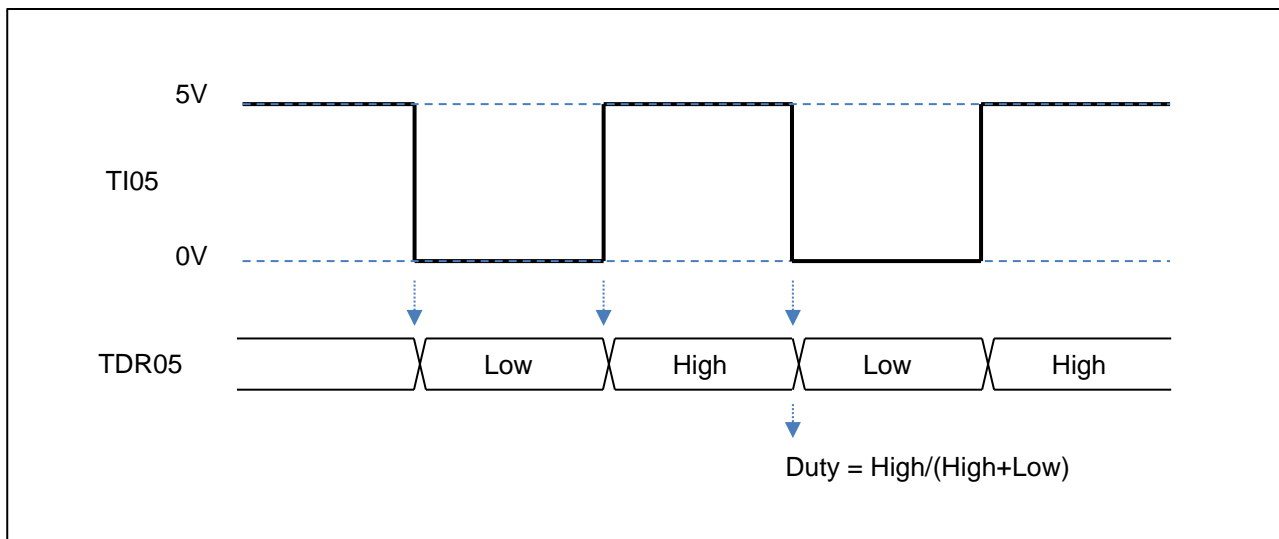 5V
TI05
0V
TDR05
Low
High
Low
High
Duty = High/(High+Low)